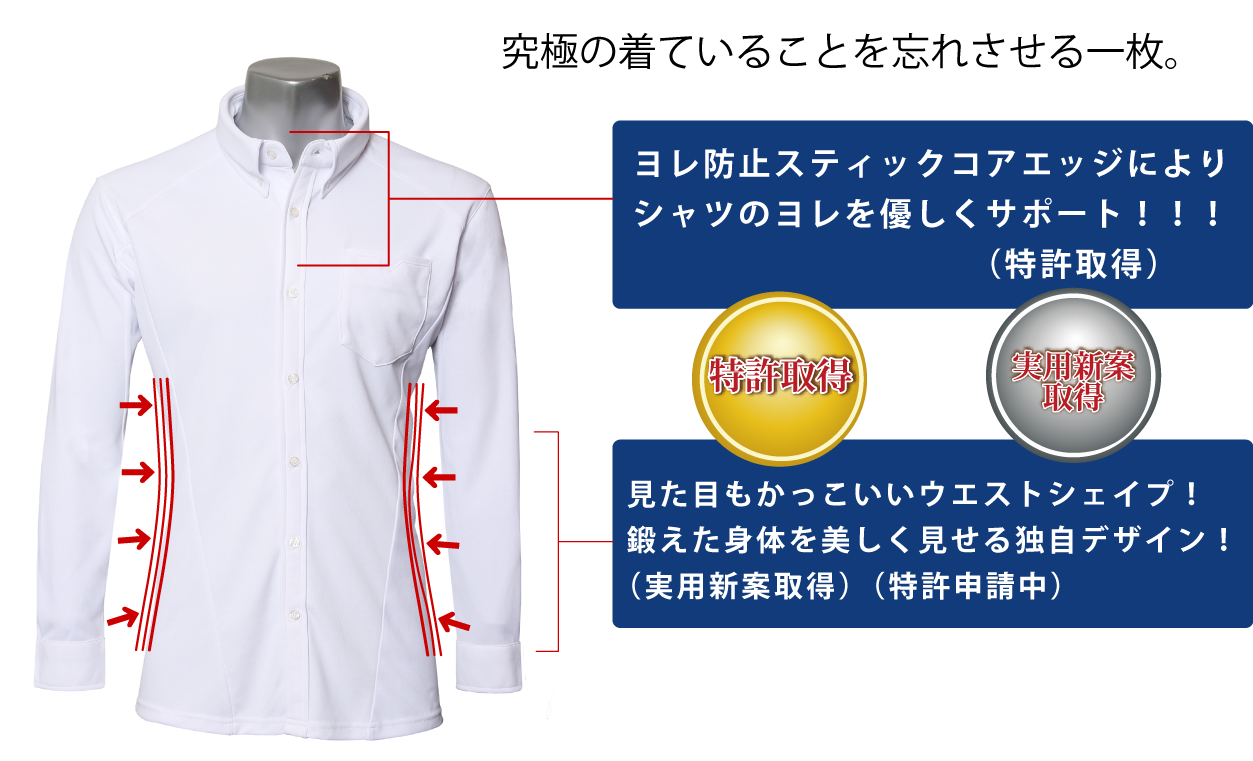 究極の着ていることを忘れさせる一枚。
ヨレ防止スティックコアエッジにより
シャツのヨレを優しくサポート！！！
（特許取得）
特許取得
実用新案
取得
見た目もかっこいいウエストシェイプ！
鍛えた身体を美しく見せる独自デザイン！
（実用新案取得）（特許申請中）